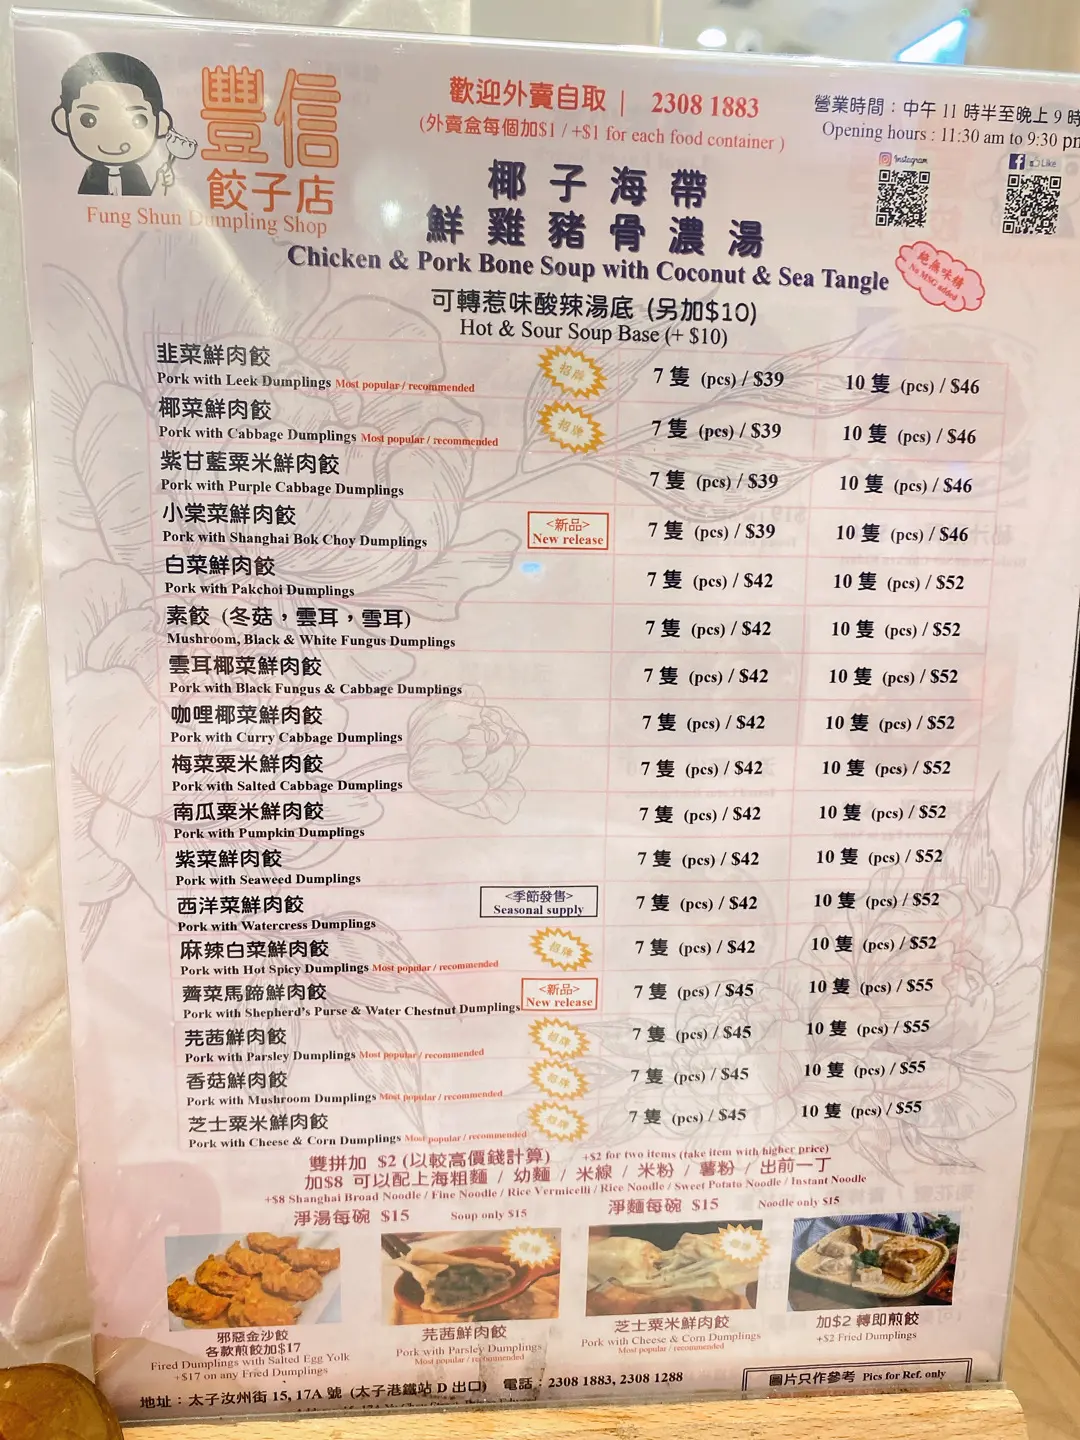 豐信
餃子店
Fung Shun Dumpling Shop
歡迎外賣自取 | 2308 1883
(外賣盒每個加$1 / +$1 for each food container )
營業時間：中午 11 時半至晚上 9 時
Opening hours : 11:30 am to 9:30 pm
Instagram
Like
椰子海帶
鮮雞豬骨濃湯
Chicken & Pork Bone Soup with Coconut & Sea Tangle
絕無味精
No MSG added
可轉惹味酸辣湯底 (另加$10)
Hot & Sour Soup Base (+ $10)
韭菜鮮肉餃
Pork with Leek Dumplings Most popular / recommended 招牌 7 隻 (pcs) / $39 10 隻 (pcs) / $46
椰菜鮮肉餃
Pork with Cabbage Dumplings Most popular / recommended 招牌 7 隻 (pcs) / $39 10 隻 (pcs) / $46
紫甘藍粟米鮮肉餃
Pork with Purple Cabbage Dumplings 7 隻 (pcs) / $39 10 隻 (pcs) / $46
小棠菜鮮肉餃 <新品>
Pork with Shanghai Bok Choy Dumplings New release 7 隻 (pcs) / $39 10 隻 (pcs) / $46
白菜鮮肉餃
Pork with Pakchoi Dumplings 7 隻 (pcs) / $42 10 隻 (pcs) / $52
素餃 (冬菇，雲耳，雪耳)
Mushroom, Black & White Fungus Dumplings 7 隻 (pcs) / $42 10 隻 (pcs) / $52
雲耳椰菜鮮肉餃
Pork with Black Fungus & Cabbage Dumplings 7 隻 (pcs) / $42 10 隻 (pcs) / $52
咖哩椰菜鮮肉餃
Pork with Curry Cabbage Dumplings 7 隻 (pcs) / $42 10 隻 (pcs) / $52
梅菜粟米鮮肉餃
Pork with Salted Cabbage Dumplings 7 隻 (pcs) / $42 10 隻 (pcs) / $52
南瓜粟米鮮肉餃
Pork with Pumpkin Dumplings 7 隻 (pcs) / $42 10 隻 (pcs) / $52
紫菜鮮肉餃
Pork with Seaweed Dumplings 7 隻 (pcs) / $42 10 隻 (pcs) / $52
西洋菜鮮肉餃 <季節發售>
Pork with Watercress Dumplings Seasonal supply 7 隻 (pcs) / $42 10 隻 (pcs) / $52
麻辣白菜鮮肉餃
Pork with Hot Spicy Dumplings Most popular / recommended 招牌 7 隻 (pcs) / $42 10 隻 (pcs) / $52
薺菜馬蹄鮮肉餃 <新品>
Pork with Shepherd's Purse & Water Chestnut Dumplings New release 7 隻 (pcs) / $45 10 隻 (pcs) / $55
芫茜鮮肉餃
Pork with Parsley Dumplings Most popular / recommended 招牌 7 隻 (pcs) / $45 10 隻 (pcs) / $55
香菇鮮肉餃
Pork with Mushroom Dumplings Most popular / recommended 招牌 7 隻 (pcs) / $45 10 隻 (pcs) / $55
芝士粟米鮮肉餃
Pork with Cheese & Corn Dumplings Most popular / recommended 招牌 7 隻 (pcs) / $45 10 隻 (pcs) / $55
雙拼加 $2 (以較高價錢計算) +$2 for two items (take item with higher price)
加$8 可以配上海粗麵 / 幼麵 / 米線 / 米粉 / 薯粉 / 出前一丁
+$8 Shanghai Broad Noodle / Fine Noodle / Rice Vermicelli / Rice Noodle / Sweet Potato Noodle / Instant Noodle
淨湯每碗 $15 Soup only $15 淨麵每碗 $15 Noodle only $15
招牌 招牌
邪惡金沙餃
各款煎餃加$17
Fired Dumplings with Salted Egg Yolk
+$17 on any Fried Dumplings
芫茜鮮肉餃
Pork with Parsley Dumplings
Most popular / recommended
芝士粟米鮮肉餃
Pork with Cheese & Corn Dumplings
Most popular / recommended
加$2 轉即煎餃
+$2 Fried Dumplings
地址：太子汝州街 15, 17A 號 (太子港鐵站 D 出口) 電話：2308 1883, 2308 1288
圖片只作參考 Pics for Ref. only